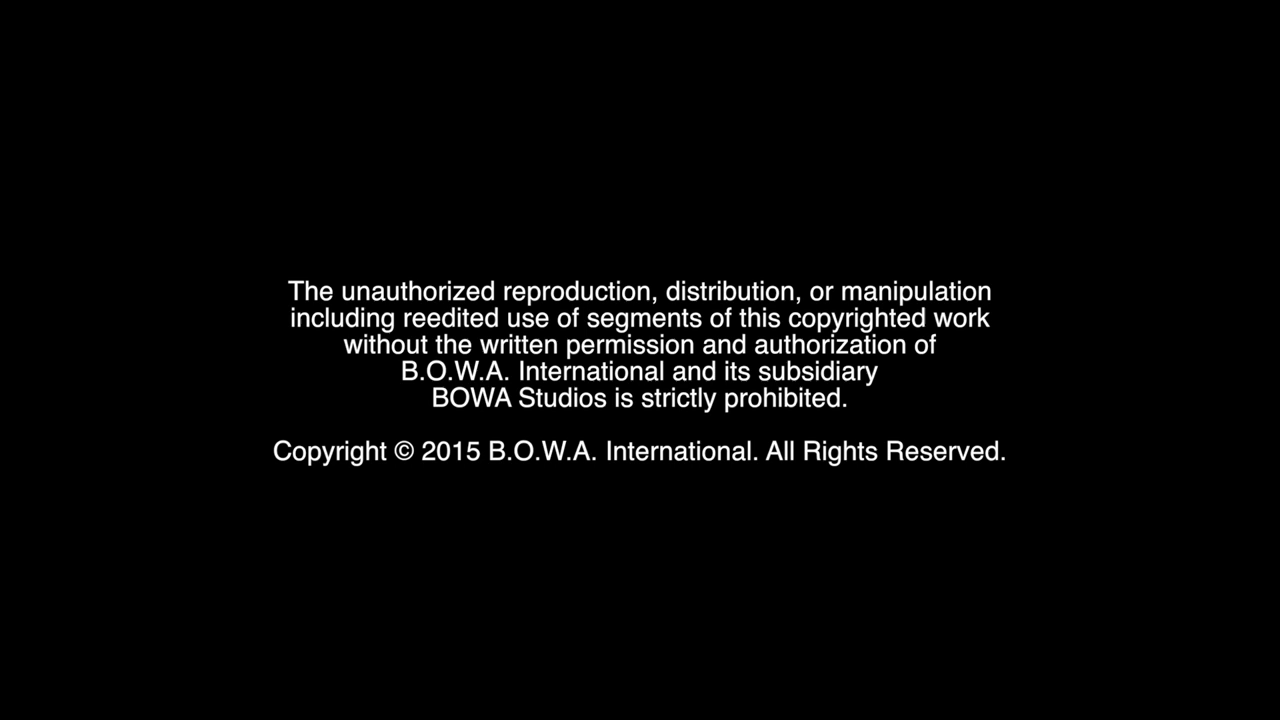 The unauthorized reproduction, distribution, or manipulation
including reedited use of segments of this copyrighted work
without the written permission and authorization of
B.O.W.A. International and its subsidiary
BOWA Studios is strictly prohibited.
Copyright © 2015 B.O.W.A. International. All Rights Reserved.